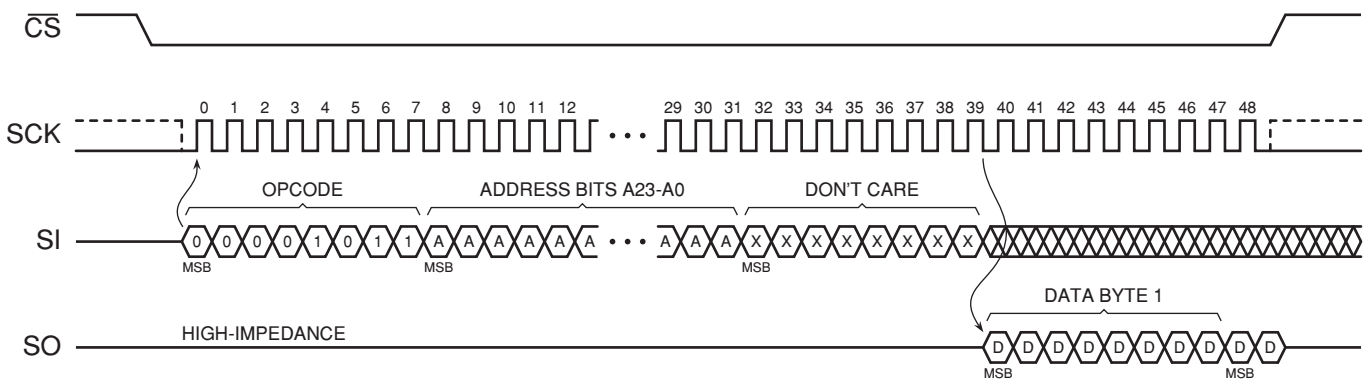 CS
0 1 2 3 4 5 6 7 8 9 10 11 12 29 30 31 32 33 34 35 36 37 38 39 40 41 42 43 44 45 46 47 48
SCK
OPCODE ADDRESS BITS A23-A0 DON'T CARE
SI 0 0 0 0 1 0 1 1 A A A A A A A A A X X X X X X X X
MSB MSB MSB
DATA BYTE 1
HIGH-IMPEDANCE
SO D D D D D D D D D D
MSB MSB